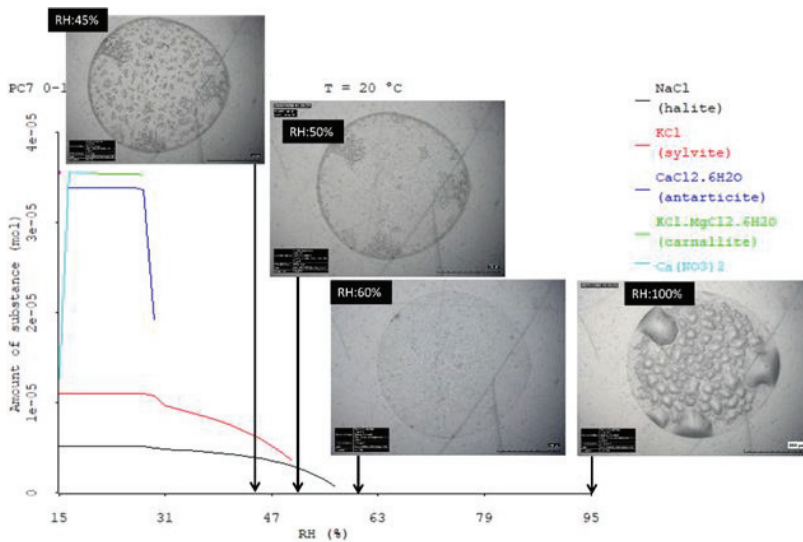 RH:45%
PC7 0-1
T = 20 °C
RH:50%
RH:60%
RH:100%
NaCl
(halite)
KCl
(sylvite)
CaCl2.6H2O
(antarticite)
KCl.MgCl2.6H2O
(carnallite)
Ca(NO3)2
Amount of substance (mol)
4e-05
3e-05
2e-05
1e-05
0
15
31
47
63
79
95
RH (%)